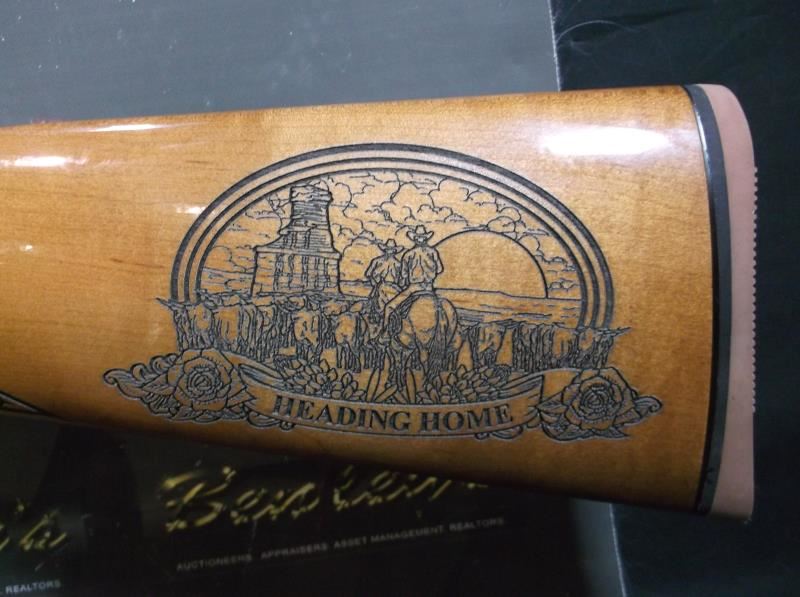 HEADING HOME
AUCTIONEERS APPRAISERS ASSET MANAGEMENT REALTORS
REALTORS